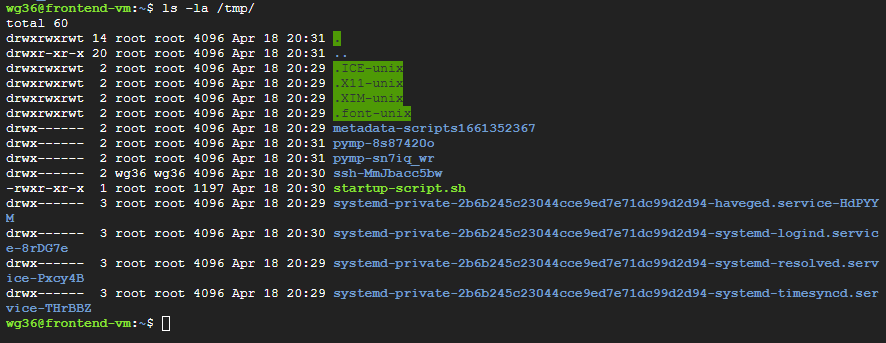 wg36@frontend-vm:~$ ls -la /tmp/
total 60
drwxrwxrwt 14 root root 4096 Apr 18 20:31 .
drwxr-xr-x 20 root root 4096 Apr 18 20:31 ..
drwxrwxrwt  2 root root 4096 Apr 18 20:29 .ICE-unix
drwxrwxrwt  2 root root 4096 Apr 18 20:29 .X11-unix
drwxrwxrwt  2 root root 4096 Apr 18 20:29 .XIM-unix
drwxrwxrwt  2 root root 4096 Apr 18 20:29 .font-unix
drwx------  2 root root 4096 Apr 18 20:29 metadata-scripts1661352367
drwx------  2 root root 4096 Apr 18 20:31 pymp-8s87420o
drwx------  2 root root 4096 Apr 18 20:31 pymp-sn7iq_wr
drwx------  2 wg36 wg36 4096 Apr 18 20:30 ssh-MmJbacc5bw
-rwxr-xr-x  1 root root 1197 Apr 18 20:30 startup-script.sh
drwx------  3 root root 4096 Apr 18 20:29 systemd-private-2b6b245c23044cce9ed7e71dc99d2d94-haveged.service-HdPYY
M
drwx------  3 root root 4096 Apr 18 20:30 systemd-private-2b6b245c23044cce9ed7e71dc99d2d94-systemd-logind.servic
e-8rDG7e
drwx------  3 root root 4096 Apr 18 20:29 systemd-private-2b6b245c23044cce9ed7e71dc99d2d94-systemd-resolved.serv
ice-Pxcy4B
drwx------  3 root root 4096 Apr 18 20:29 systemd-private-2b6b245c23044cce9ed7e71dc99d2d94-systemd-timesyncd.ser
vice-THrBBZ
wg36@frontend-vm:~$